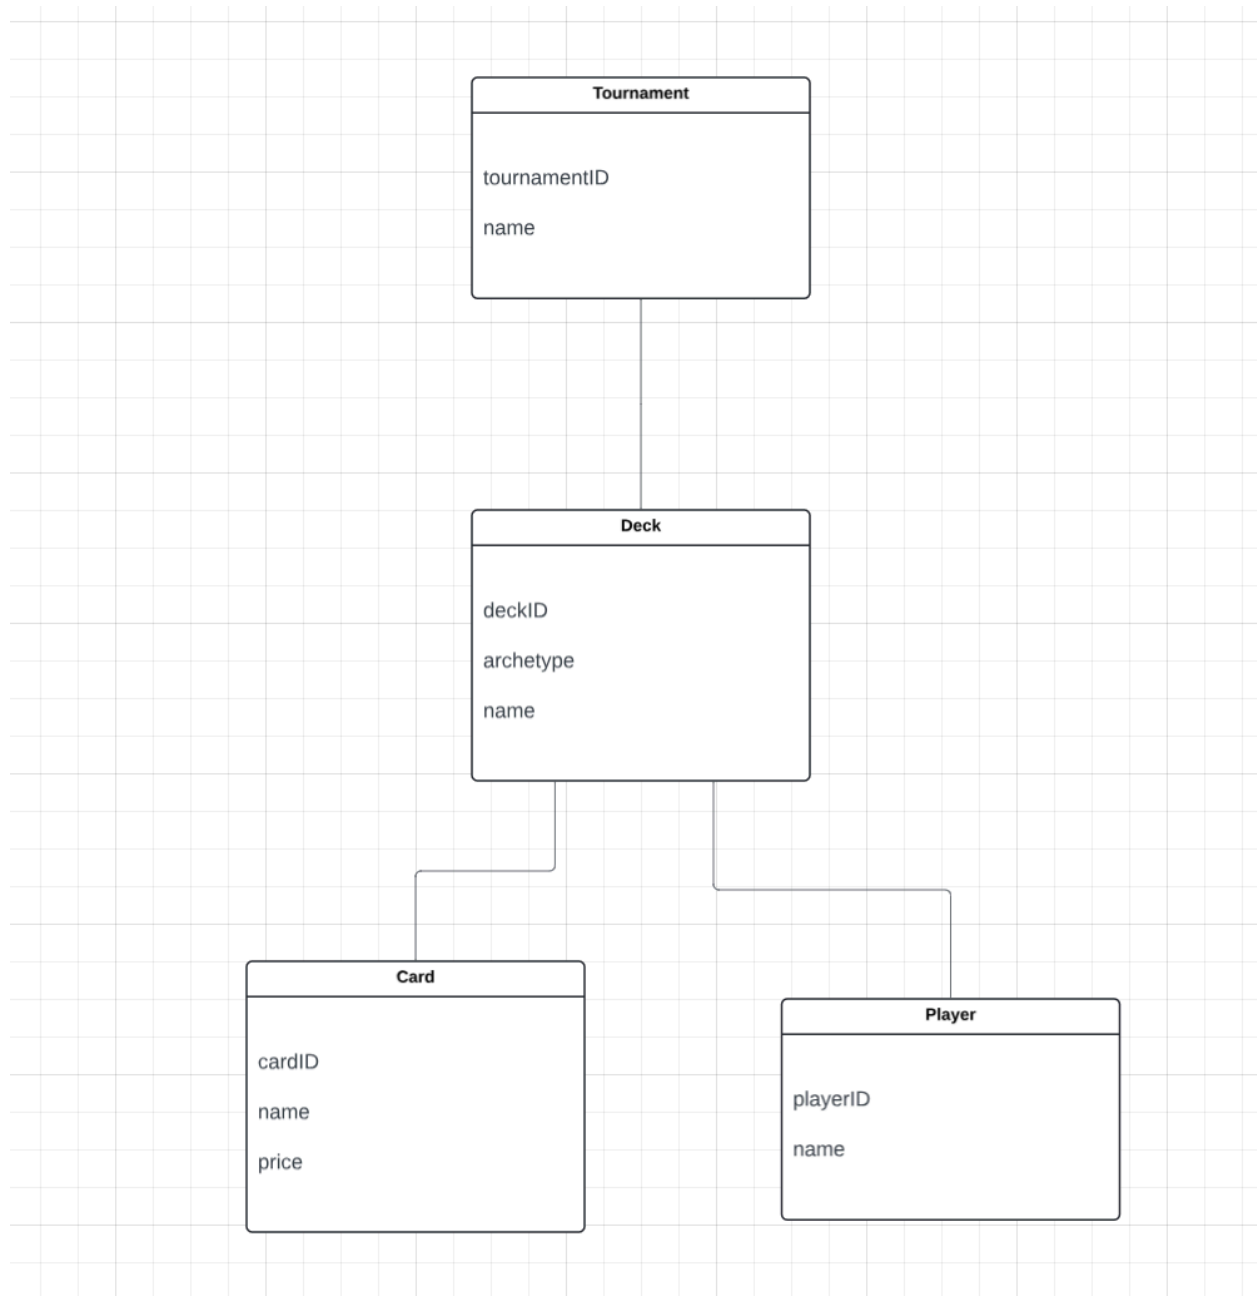 Tournament
tournamentID
name
Deck
deckID
archetype
name
Card
cardID
name
price
Player
playerID
name